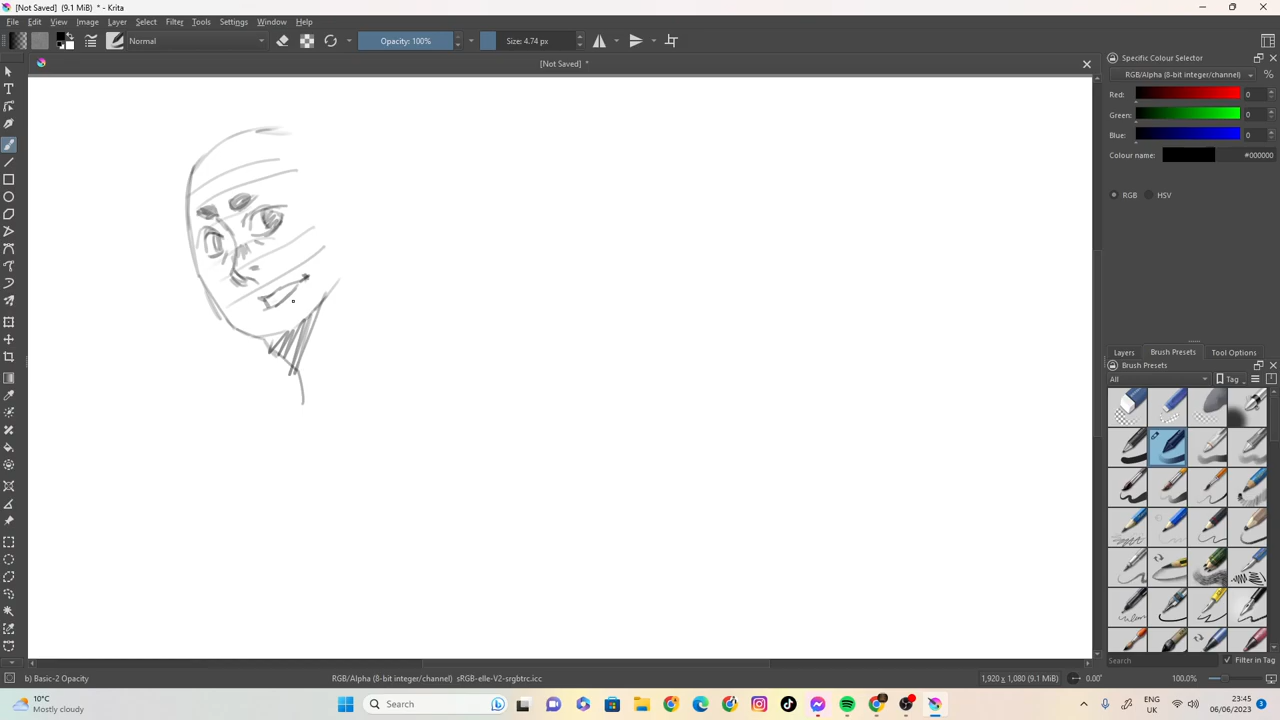 [Not Saved] (9.1 MiB) * - Krita
File Edit View Image Layer Select Filter Tools Settings Window Help
Normal Opacity: 100% Size: 4.74 px
[Not Saved] *
Specific Colour Selector
RGB/Alpha (8-bit integer/channel) %
Red: 0
Green: 0
Blue: 0
Colour name: #000000
RGB HSV
Layers Brush Presets Tool Options
Brush Presets
All Tag
Search Filter in Tag
b) Basic-2 Opacity RGB/Alpha (8-bit integer/channel) sRGB-elle-V2-srgbtrc.icc 1,920 x 1,080 (9.1 MiB) 0.00° 100.0%
10°C
Mostly cloudy
Search
ENG
UK
23:45
06/06/2023
3